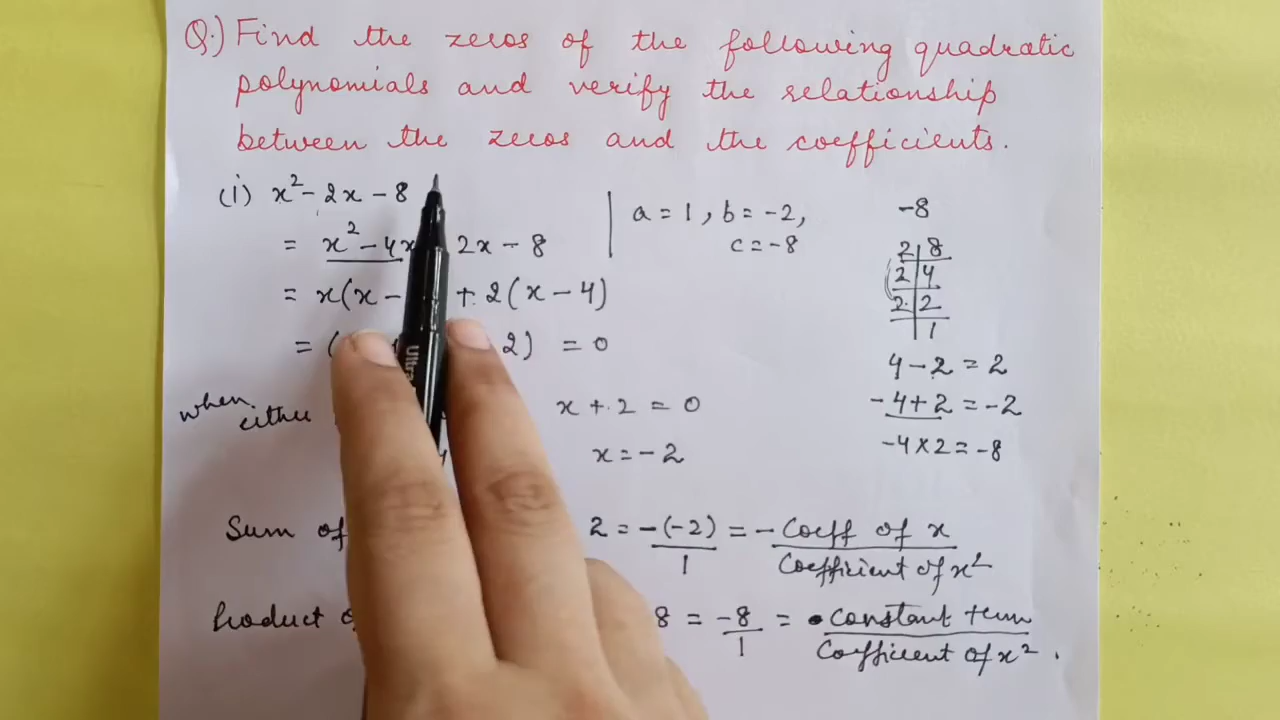 Q.) Find the zeros of the following quadratic
polynomials and verify the relationship
between the zeros and the coefficients.
(i) x² - 2x - 8
= x² - 4x 2x - 8
= x(x - + 2(x - 4)
= ( 2) = 0
when either
x + 2 = 0
x = -2
a = 1, b = -2,
c = -8
-8
2 | 8
2 | 4
2 | 2
1
4 - 2 = 2
-4 + 2 = -2
-4 × 2 = -8
Sum of 2 = -(-2)/1 = - Coeff of x / Coefficient of x²
Product 8 = -8/1 = Constant term / Coefficient of x².
Ultra